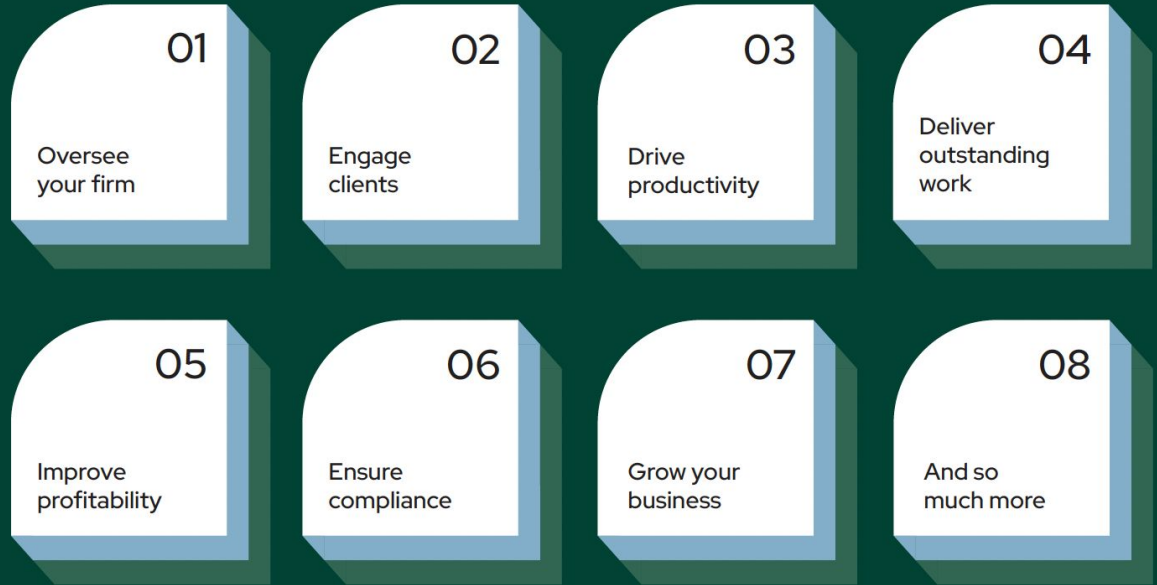 01
Oversee
your firm
02
Engage
clients
03
Drive
productivity
04
Deliver
outstanding
work
05
Improve
profitability
06
Ensure
compliance
07
Grow your
business
08
And so
much more